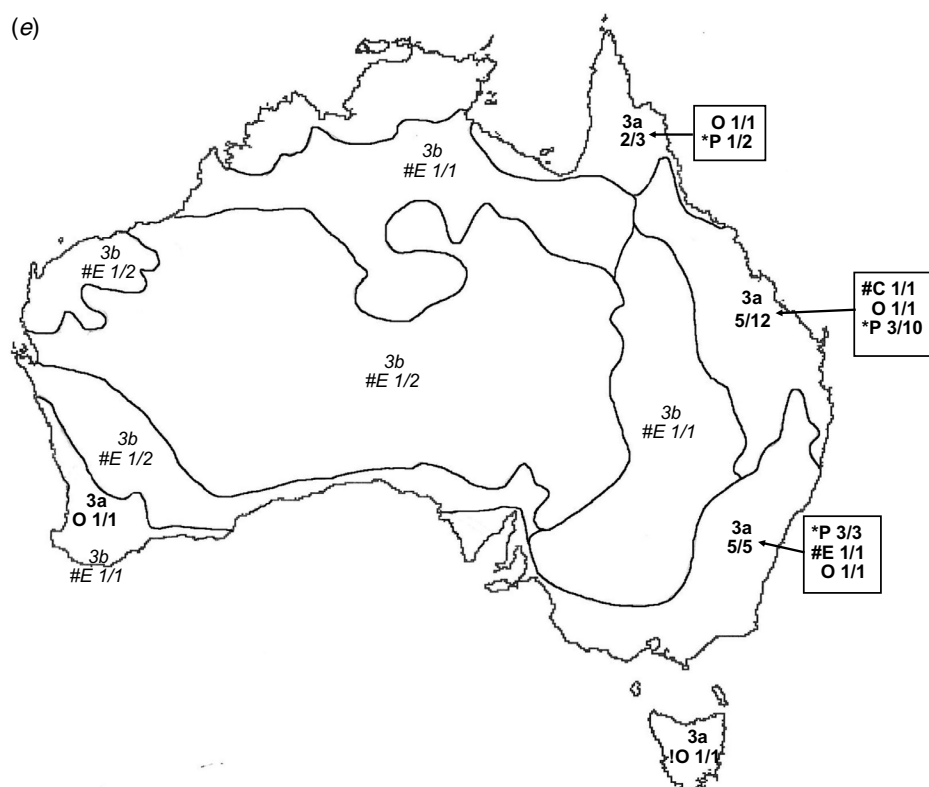 (e)
3a
2/3
O 1/1
*P 1/2
3b
#E 1/1
3b
#E 1/2
3a
5/12
#C 1/1
O 1/1
*P 3/10
3b
#E 1/2
3b
#E 1/1
3b
#E 1/2
3a
O 1/1
3b
#E 1/1
3a
5/5
*P 3/3
#E 1/1
O 1/1
3a
!O 1/1